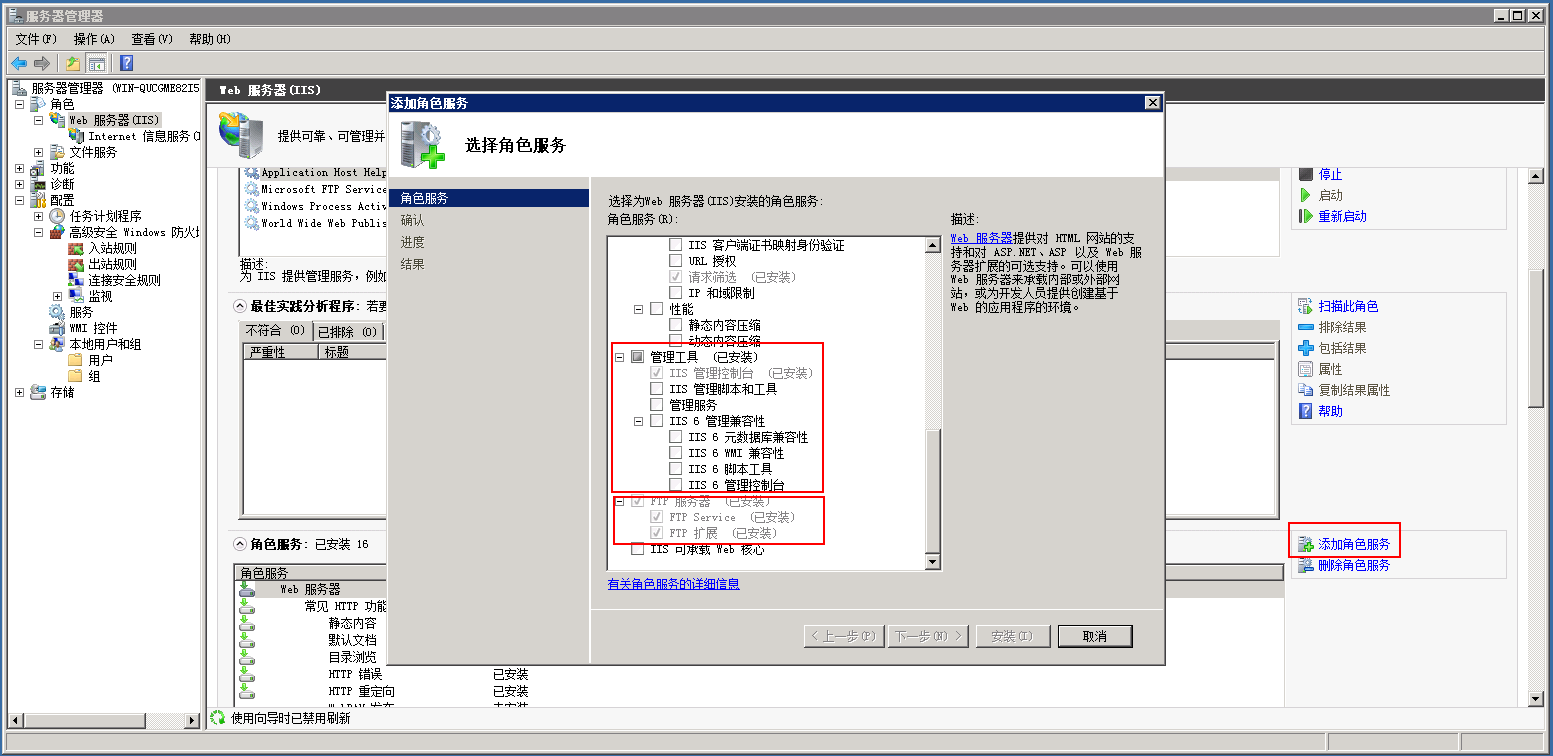 服务器管理器
文件(F) 操作(A) 查看(V) 帮助(H)
服务器管理器 (WIN-QUCGME82I5
角色
Web 服务器(IIS)
Internet 信息服务(I
文件服务
功能
诊断
配置
任务计划程序
高级安全 Windows 防火墙
入站规则
出站规则
连接安全规则
监视
服务
WMI 控件
本地用户和组
用户
组
存储
Web 服务器(IIS)
提供可靠、可管理并
Application Host Help
Microsoft FTP Service
Windows Process Activ
World Wide Web Publis
描述:
为 IIS 提供管理服务，例如
最佳实践分析程序: 若要
不符合 (0) 已排除 (0)
严重性 标题
角色服务: 已安装 16
角色服务
Web 服务器
常见 HTTP 功能
静态内容
默认文档
目录浏览
HTTP 错误 已安装
HTTP 重定向 已安装
WebDAV 发布 未安装
使用向导时已禁用刷新
添加角色服务
选择角色服务
角色服务
确认
进度
结果
选择为Web 服务器(IIS)安装的角色服务:
角色服务(R):
IIS 客户端证书映射身份验证
URL 授权
请求筛选 (已安装)
IP 和域限制
性能
静态内容压缩
动态内容压缩
管理工具 (已安装)
IIS 管理控制台 (已安装)
IIS 管理脚本和工具
管理服务
IIS 6 管理兼容性
IIS 6 元数据库兼容性
IIS 6 WMI 兼容性
IIS 6 脚本工具
IIS 6 管理控制台
FTP 服务器 (已安装)
FTP Service (已安装)
FTP 扩展 (已安装)
IIS 可承载 Web 核心
有关角色服务的详细信息
描述:
Web 服务器提供对 HTML 网站的支
持和对 ASP.NET、ASP 以及 Web 服
务器扩展的可选支持。可以使用
Web 服务器来承载内部或外部网
站，或为开发人员提供创建基于
Web 的应用程序的环境。
< 上一步(P) 下一步(N) > 安装(I) 取消
停止
启动
重新启动
扫描此角色
排除结果
包括结果
属性
复制结果属性
帮助
添加角色服务
删除角色服务